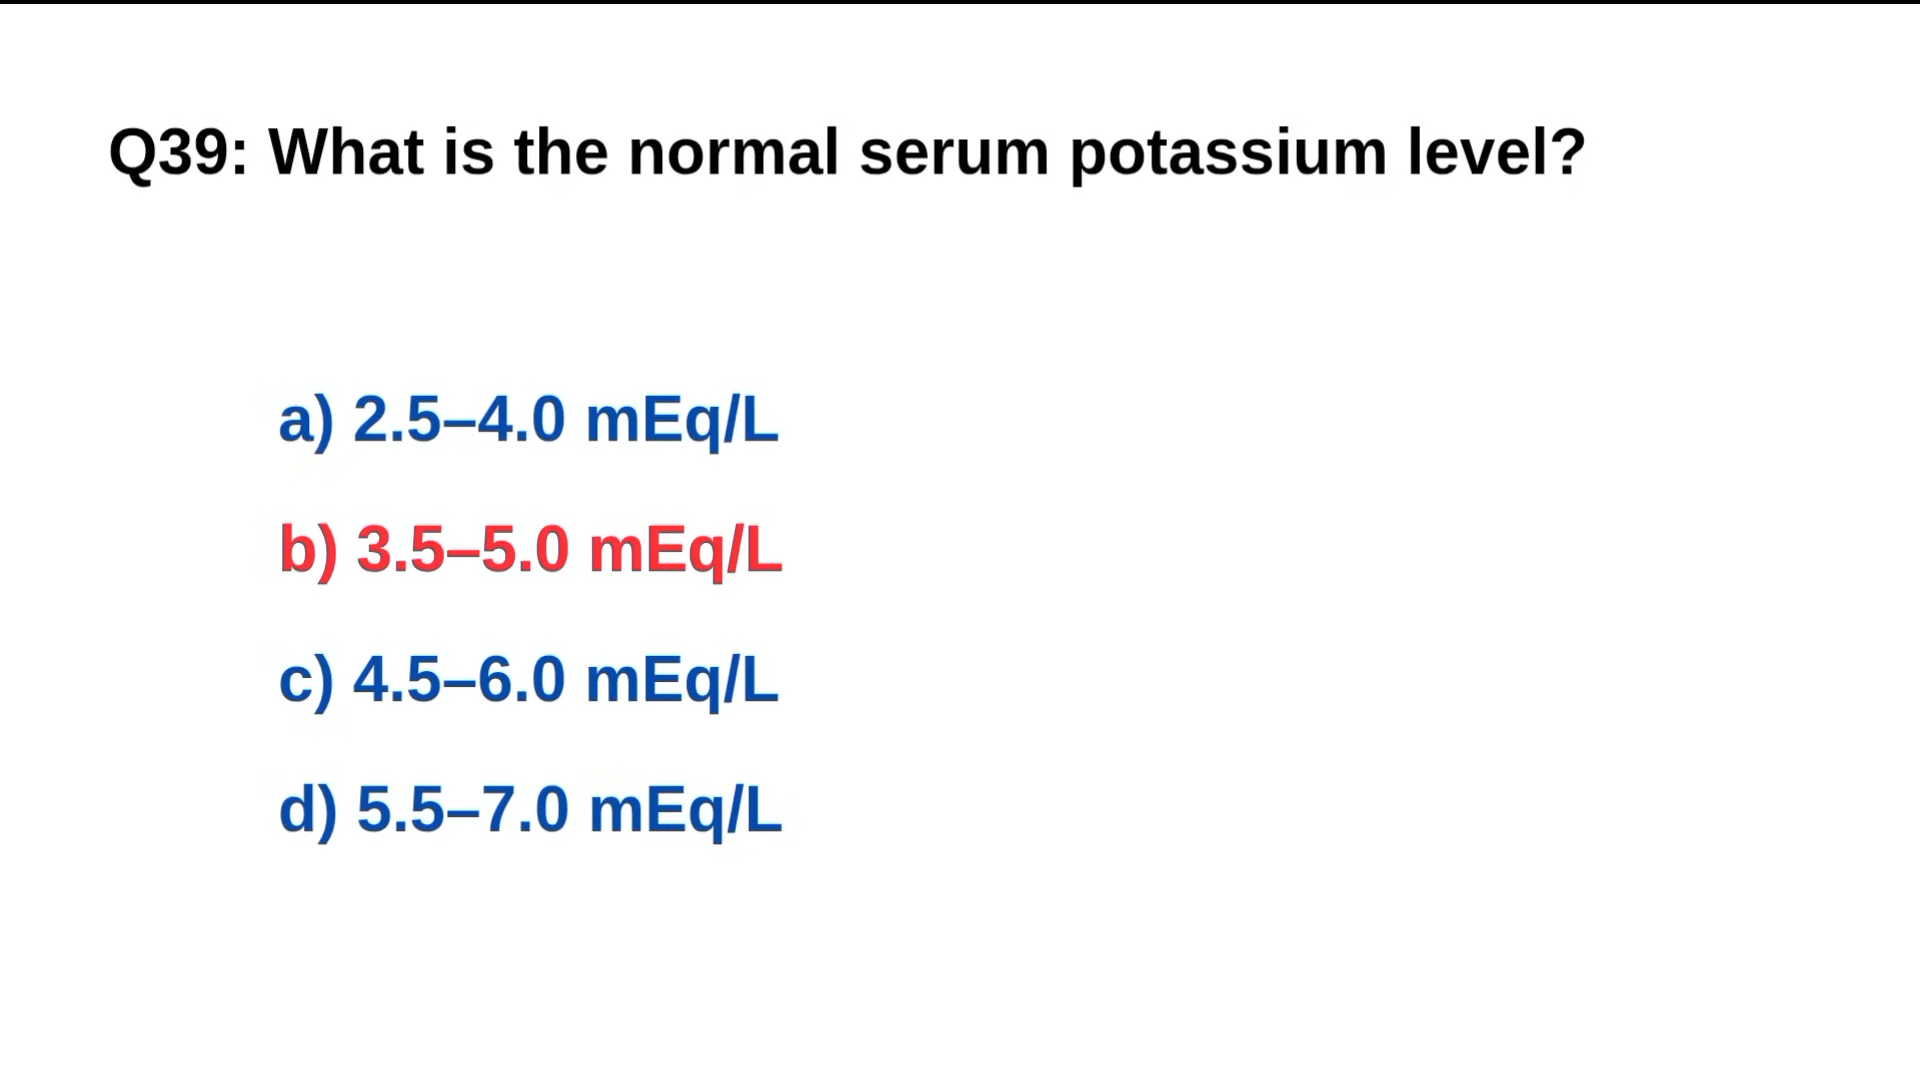 Q39: What is the normal serum potassium level?
a) 2.5–4.0 mEq/L
b) 3.5–5.0 mEq/L
c) 4.5–6.0 mEq/L
d) 5.5–7.0 mEq/L